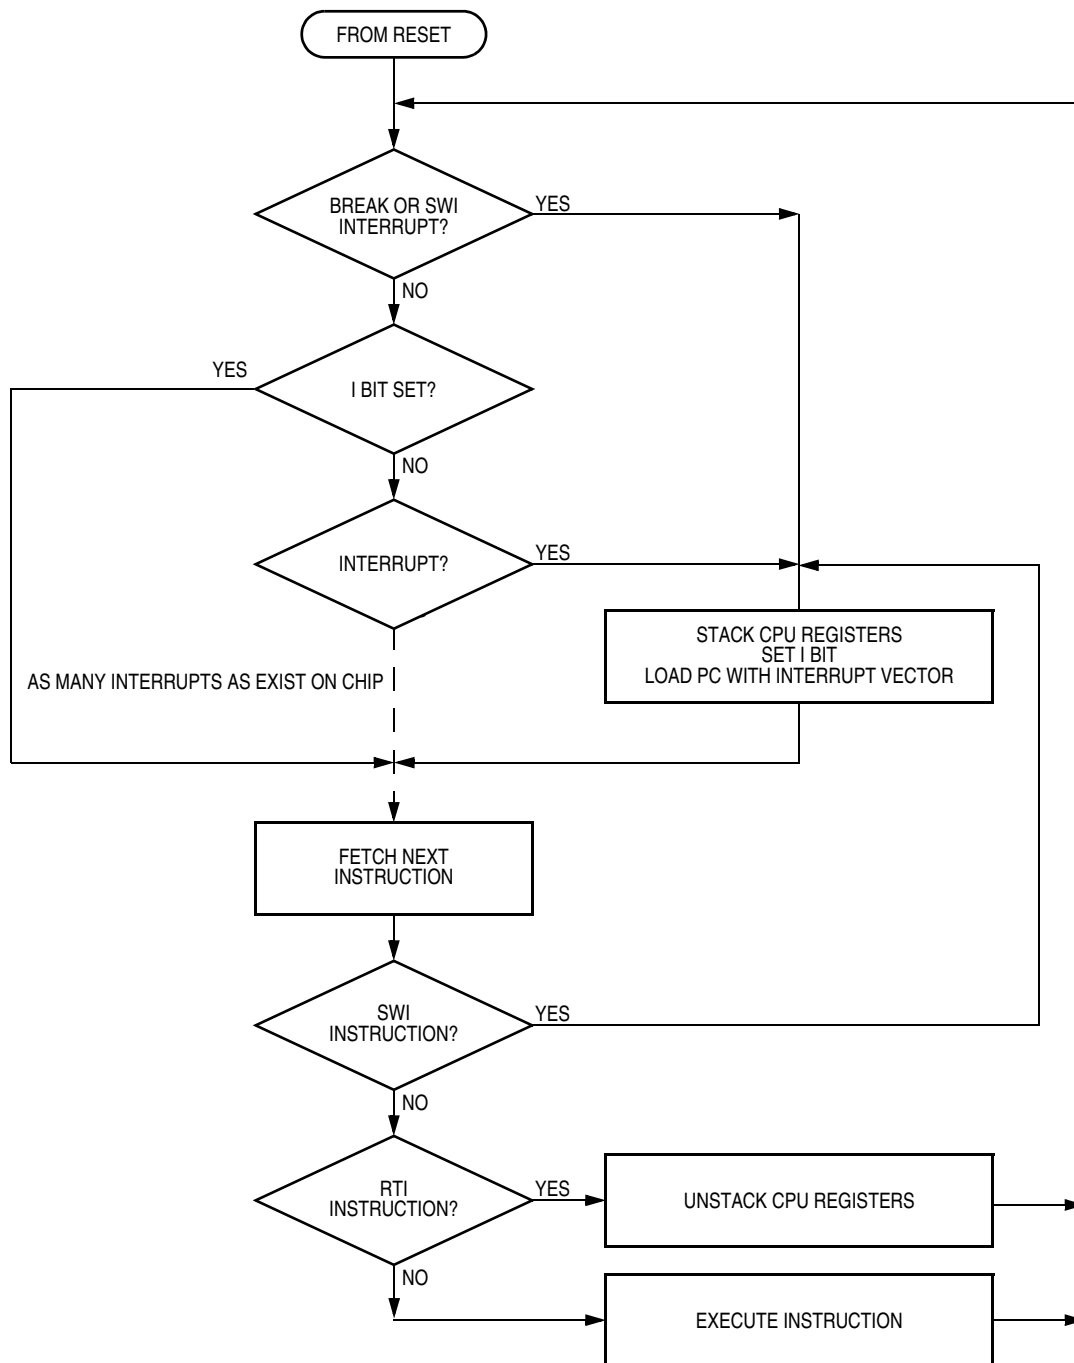 FROM RESET
BREAK OR SWI
INTERRUPT?
YES
NO
YES
I BIT SET?
NO
INTERRUPT?
YES
STACK CPU REGISTERS
SET I BIT
LOAD PC WITH INTERRUPT VECTOR
AS MANY INTERRUPTS AS EXIST ON CHIP
FETCH NEXT
INSTRUCTION
SWI
INSTRUCTION?
YES
NO
RTI
INSTRUCTION?
YES
UNSTACK CPU REGISTERS
NO
EXECUTE INSTRUCTION